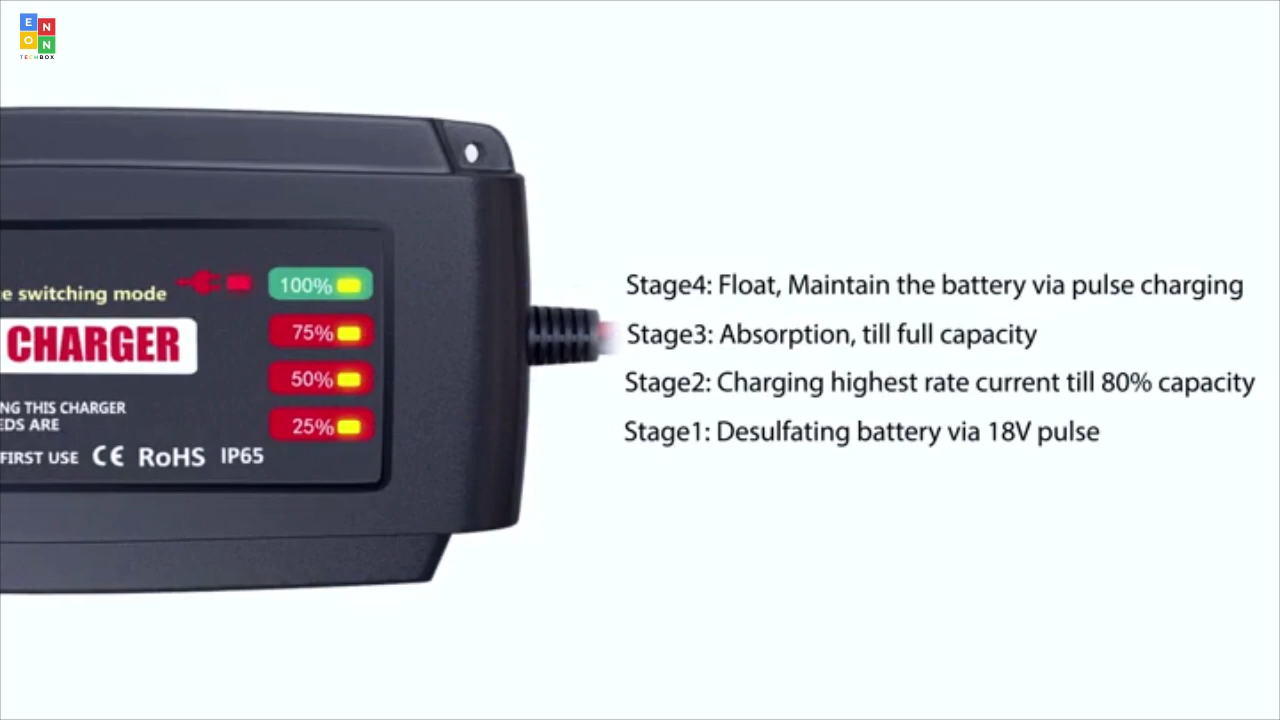 E
N
O
N
TECHBOX
e switching mode
100%
CHARGER
75%
50%
25%
NG THIS CHARGER
EDS ARE
FIRST USE CE RoHS IP65
Stage4: Float, Maintain the battery via pulse charging
Stage3: Absorption, till full capacity
Stage2: Charging highest rate current till 80% capacity
Stage1: Desulfating battery via 18V pulse